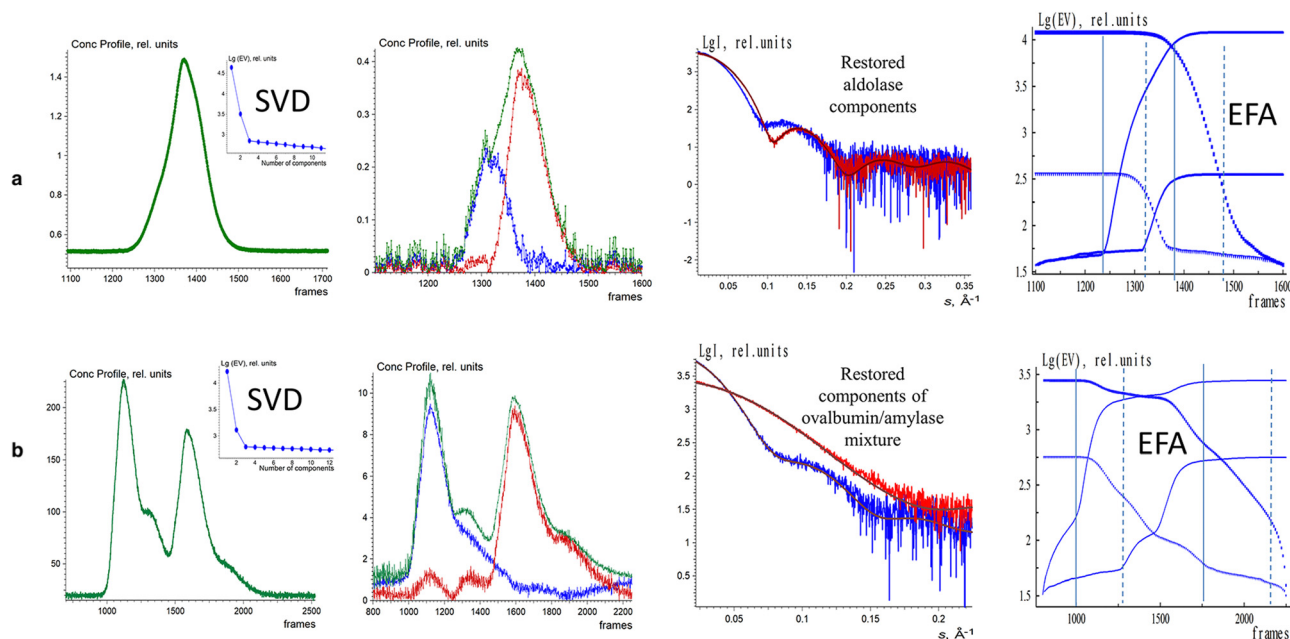 a
Conc Profile, rel. units
1.4
1.2
1
0.8
0.6
1100 1200 1300 1400 1500 1600 1700
frames
Lg (EV), rel. units
SVD
4.5
4
3.5
3
2 4 6 8 10
Number of components
Conc Profile, rel. units
0.4
0.3
0.2
0.1
0
1100 1200 1300 1400 1500 1600
frames
LgI, rel.units
Restored
aldolase
components
3
2
1
0
-2
0.05 0.1 0.15 0.2 0.25 0.3 0.35
s, Å⁻¹
Lg(EV), rel.units
EFA
4
3.5
3
2.5
2
1.5
1100 1200 1300 1400 1500 1600
frames
b
Conc Profile, rel. units
200
150
100
50
1000 1500 2000 2500
frames
Lg (EV), rel. units
SVD
4
3.5
3
2 4 6 8 10 12
Number of components
Conc Profile, rel. units
10
8
6
4
2
0
800 1000 1200 1400 1600 1800 2000 2200
frames
LgI, rel.units
Restored
components of
ovalbumin/amylase
mixture
3.5
2.5
1.5
0.5
0.05 0.1 0.15 0.2
s, Å⁻¹
Lg(EV), rel.units
EFA
3.5
3
2.5
2
1.5
1000 1500 2000
frames